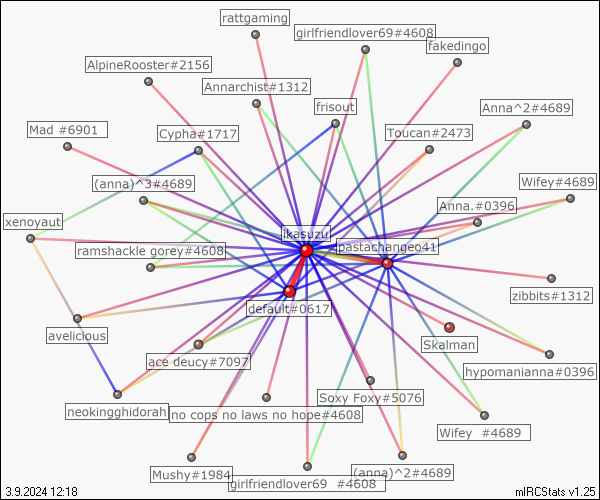 rattgaming
girlfriendlover69#4608
fakedingo
AlpineRooster#2156
Annarchist#1312
frisout
Anna^2#4689
Mad #6901
Cypha#1717
Toucan#2473
(anna)^3#4689
Wifey#4689
Anna.#0396
xenoyaut
ikasuzu
pastachangeo41
ramshackle gorey#4608
zibbits#1312
default#0617
avelicious
Skalman
ace deucy#7097
hypomanianna#0396
Soxy Foxy#5076
neokingghidorah
no cops no laws no hope#4608
Wifey #4689
Mushy#1984
(anna)^2#4689
girlfriendlover69 #4608
3.9.2024 12:18
mIRCStats v1.25